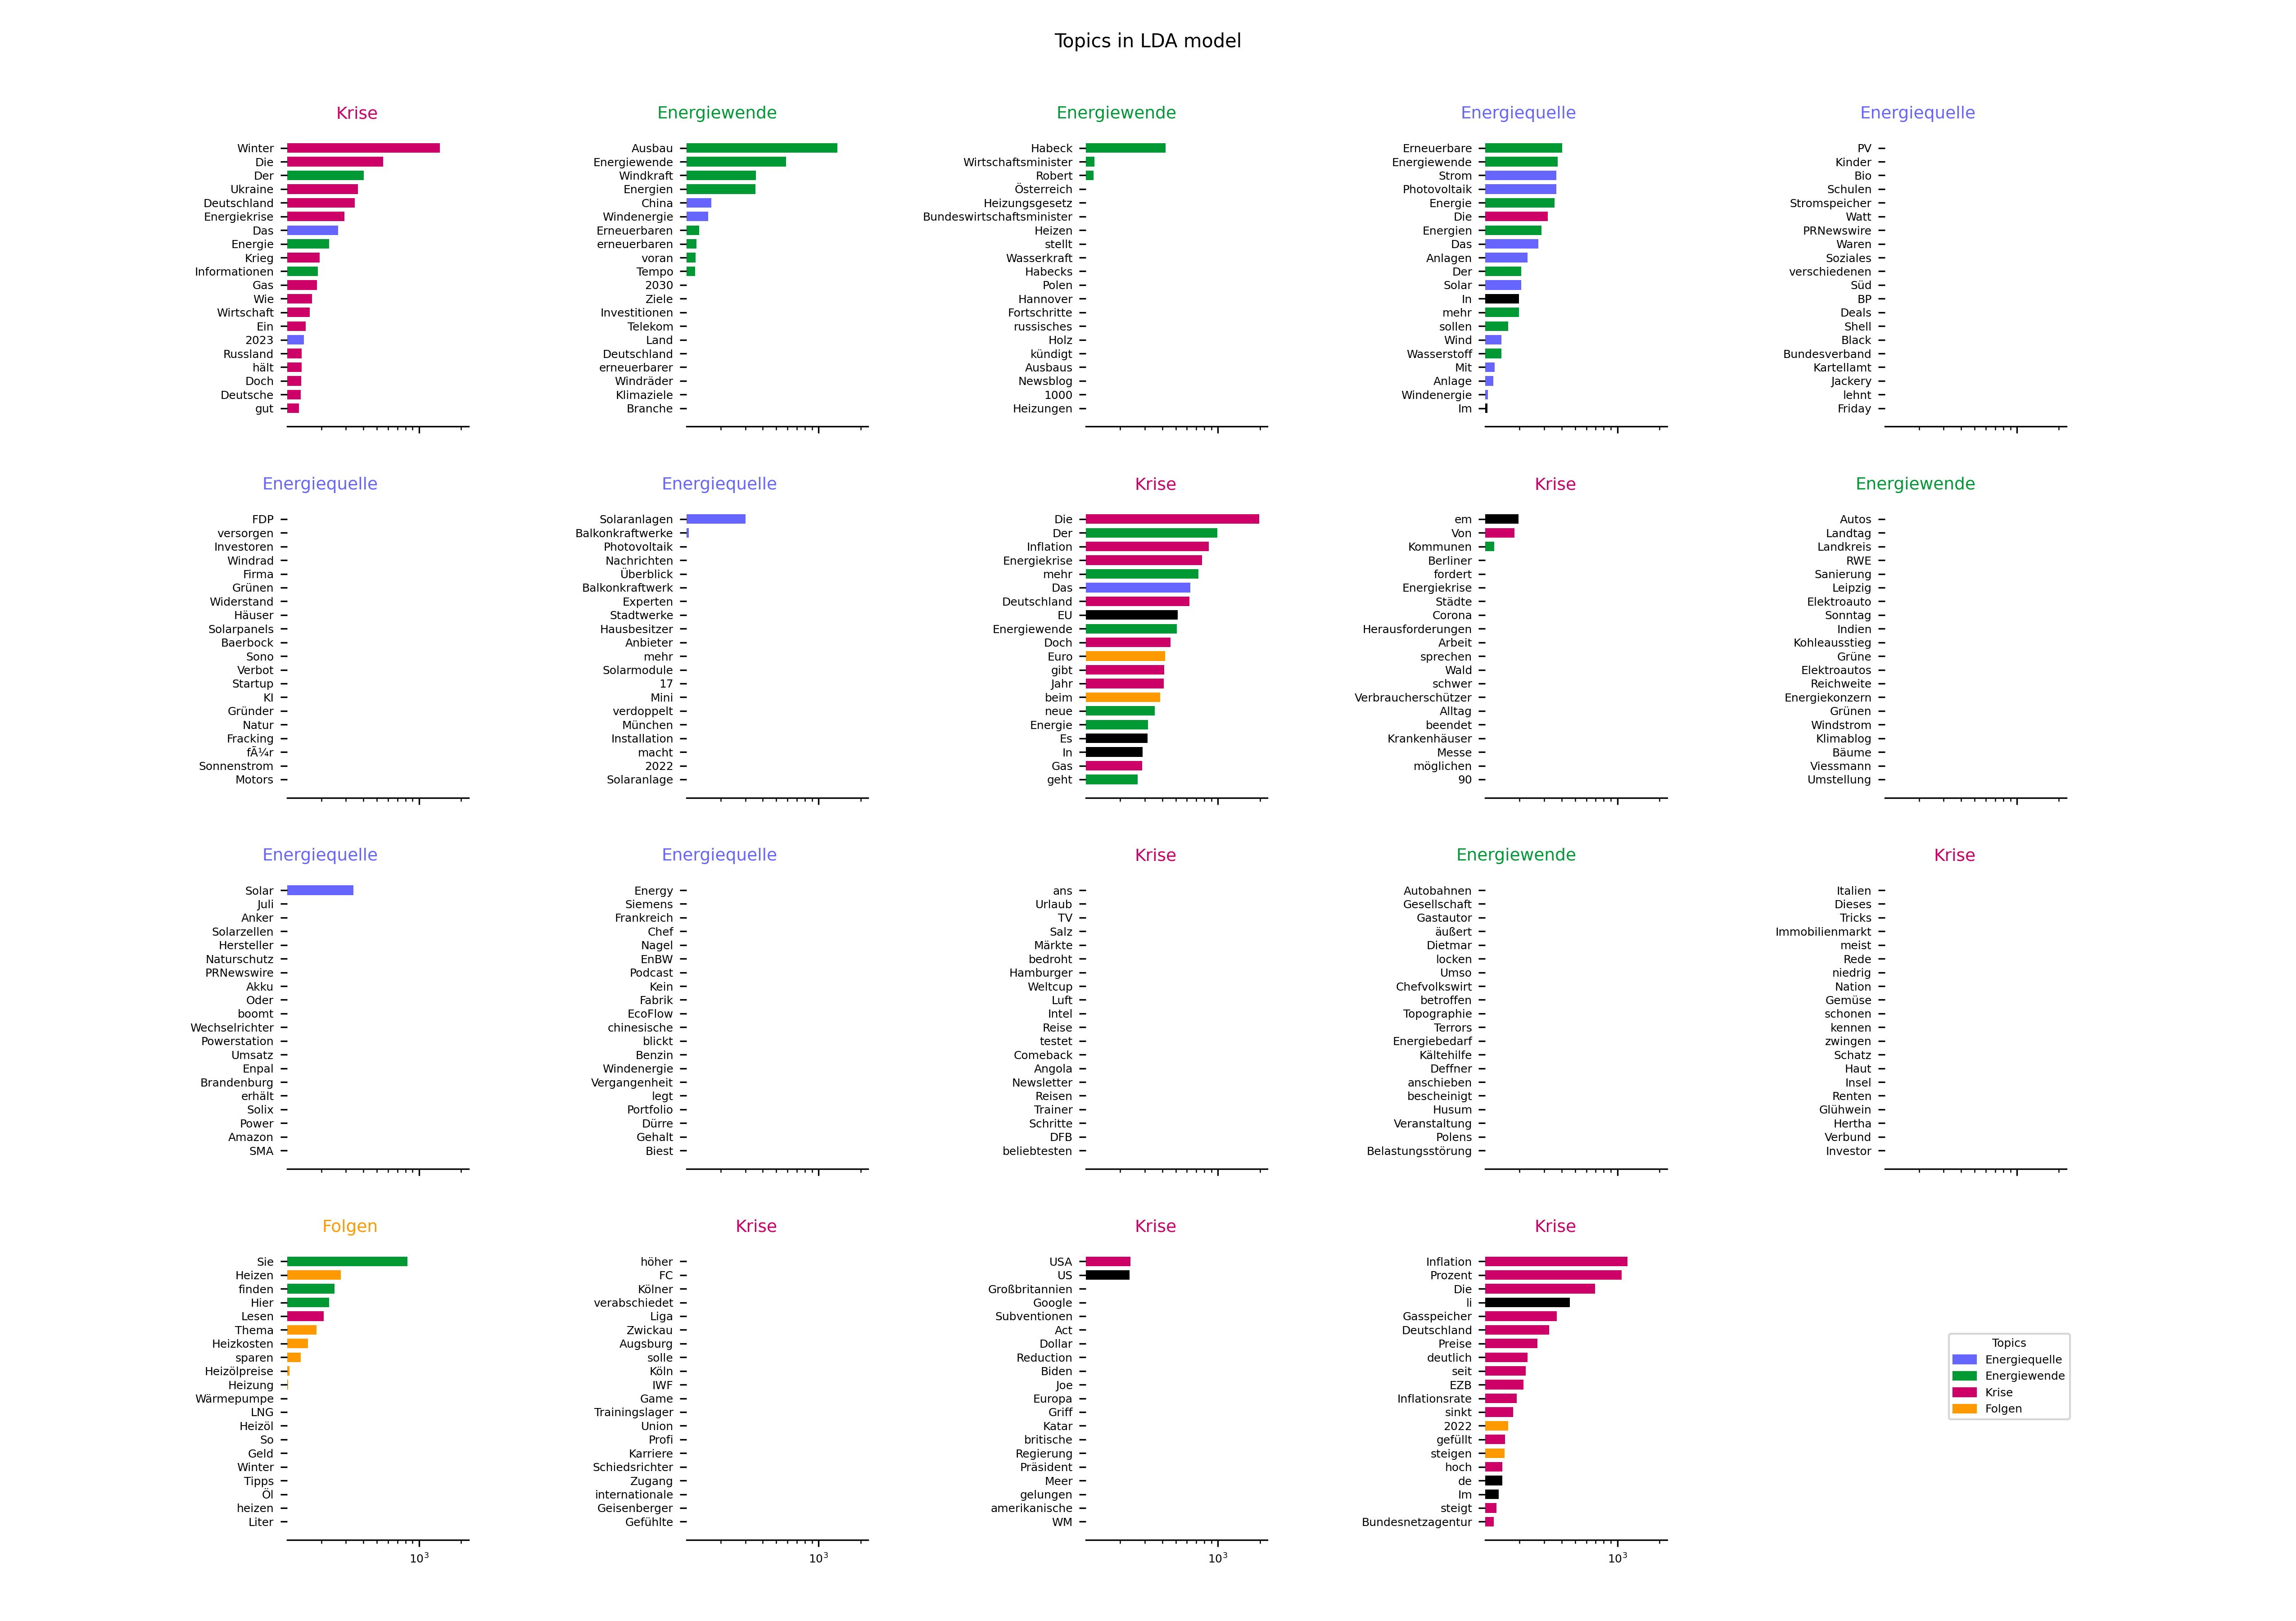 Topics in LDA model
Krise
Winter
Die
Der
Ukraine
Deutschland
Energiekrise
Das
Energie
Krieg
Informationen
Gas
Wie
Wirtschaft
Ein
2023
Russland
hält
Doch
Deutsche
gut
Energiewende
Ausbau
Energiewende
Windkraft
Energien
China
Windenergie
Erneuerbaren
erneuerbaren
voran
Tempo
2030
Ziele
Investitionen
Telekom
Land
Deutschland
erneuerbarer
Windräder
Klimaziele
Branche
Energiewende
Habeck
Wirtschaftsminister
Robert
Österreich
Heizungsgesetz
Bundeswirtschaftsminister
Heizen
stellt
Wasserkraft
Habecks
Polen
Hannover
Fortschritte
russisches
Holz
kündigt
Ausbaus
Newsblog
1000
Heizungen
Energiequelle
Erneuerbare
Energiewende
Strom
Photovoltaik
Energie
Die
Energien
Das
Anlagen
Der
Solar
In
mehr
sollen
Wind
Wasserstoff
Mit
Anlage
Windenergie
Im
Energiequelle
PV
Kinder
Bio
Schulen
Stromspeicher
Watt
PRNewswire
Waren
Soziales
verschiedenen
Süd
BP
Deals
Shell
Black
Bundesverband
Kartellamt
Jackery
lehnt
Friday
Energiequelle
FDP
versorgen
Investoren
Windrad
Firma
Grünen
Widerstand
Häuser
Solarpanels
Baerbock
Sono
Verbot
Startup
KI
Gründer
Natur
Fracking
fÃ¼r
Sonnenstrom
Motors
Energiequelle
Solaranlagen
Balkonkraftwerke
Photovoltaik
Nachrichten
Überblick
Balkonkraftwerk
Experten
Stadtwerke
Hausbesitzer
Anbieter
mehr
Solarmodule
17
Mini
verdoppelt
München
Installation
macht
2022
Solaranlage
Krise
Die
Der
Inflation
Energiekrise
mehr
Das
Deutschland
EU
Energiewende
Doch
Euro
gibt
Jahr
beim
neue
Energie
Es
In
Gas
geht
Krise
em
Von
Kommunen
Berliner
fordert
Energiekrise
Städte
Corona
Herausforderungen
Arbeit
sprechen
Wald
schwer
Verbraucherschützer
Alltag
beendet
Krankenhäuser
Messe
möglichen
90
Energiewende
Autos
Landtag
Landkreis
RWE
Sanierung
Leipzig
Elektroauto
Sonntag
Indien
Kohleausstieg
Grüne
Elektroautos
Reichweite
Energiekonzern
Grünen
Windstrom
Klimablog
Bäume
Viessmann
Umstellung
Energiequelle
Solar
Juli
Anker
Solarzellen
Hersteller
Naturschutz
PRNewswire
Akku
Oder
boomt
Wechselrichter
Powerstation
Umsatz
Enpal
Brandenburg
erhält
Solix
Power
Amazon
SMA
Energiequelle
Energy
Siemens
Frankreich
Chef
Nagel
EnBW
Podcast
Kein
Fabrik
EcoFlow
chinesische
blickt
Benzin
Windenergie
Vergangenheit
legt
Portfolio
Dürre
Gehalt
Biest
Krise
ans
Urlaub
TV
Salz
Märkte
bedroht
Hamburger
Weltcup
Luft
Intel
Reise
testet
Comeback
Angola
Newsletter
Reisen
Trainer
Schritte
DFB
beliebtesten
Energiewende
Autobahnen
Gesellschaft
Gastautor
äußert
Dietmar
locken
Umso
Chefvolkswirt
betroffen
Topographie
Terrors
Energiebedarf
Kältehilfe
Deffner
anschieben
bescheinigt
Husum
Veranstaltung
Polens
Belastungsstörung
Krise
Italien
Dieses
Tricks
Immobilienmarkt
meist
Rede
niedrig
Nation
Gemüse
schonen
kennen
zwingen
Schatz
Haut
Insel
Renten
Glühwein
Hertha
Verbund
Investor
Folgen
Sie
Heizen
finden
Hier
Lesen
Thema
Heizkosten
sparen
Heizölpreise
Heizung
Wärmepumpe
LNG
Heizöl
So
Geld
Winter
Tipps
Öl
heizen
Liter
10³
Krise
höher
FC
Kölner
verabschiedet
Liga
Zwickau
Augsburg
solle
Köln
IWF
Game
Trainingslager
Union
Profi
Karriere
Schiedsrichter
Zugang
internationale
Geisenberger
Gefühlte
10³
Krise
USA
US
Großbritannien
Google
Subventionen
Act
Dollar
Reduction
Biden
Joe
Europa
Griff
Katar
britische
Regierung
Präsident
Meer
gelungen
amerikanische
WM
10³
Krise
Inflation
Prozent
Die
li
Gasspeicher
Deutschland
Preise
deutlich
seit
EZB
Inflationsrate
sinkt
2022
gefüllt
steigen
hoch
de
Im
steigt
Bundesnetzagentur
10³
Topics
Energiequelle
Energiewende
Krise
Folgen